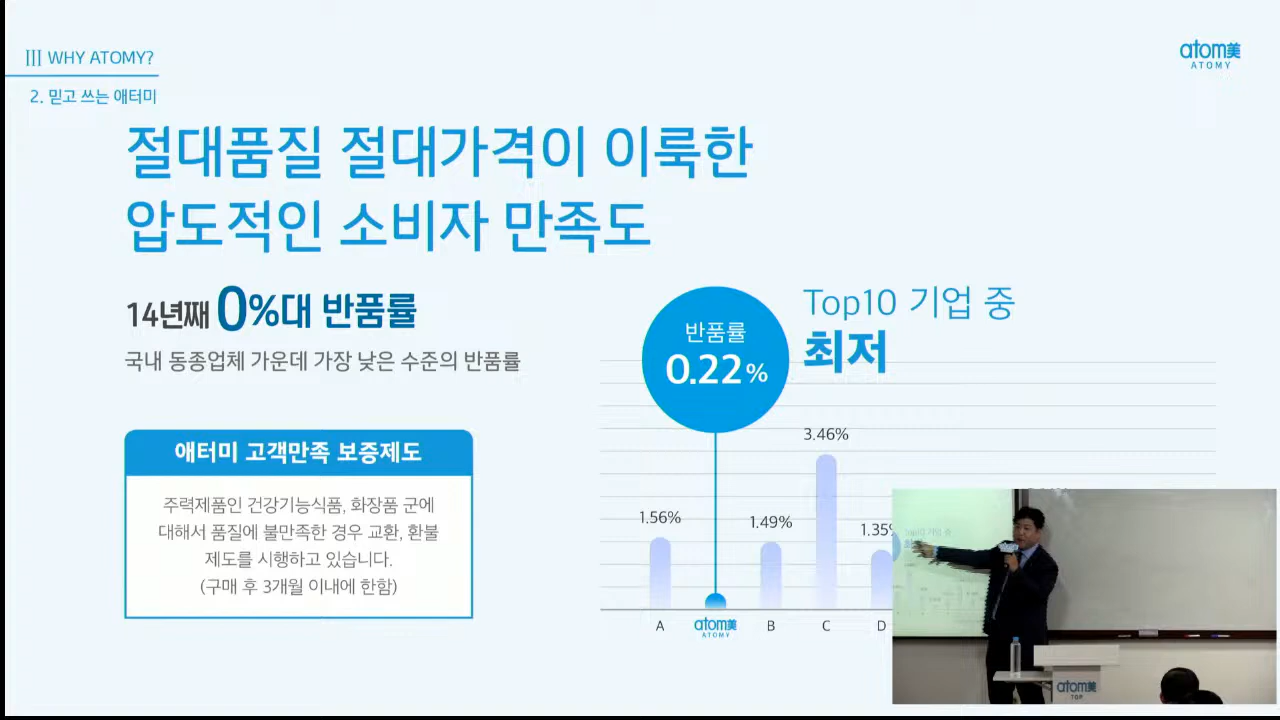 III WHY ATOMY?
atom美
ATOMY
2. 믿고 쓰는 애터미
절대품질 절대가격이 이룩한
압도적인 소비자 만족도
14년째 0%대 반품률
국내 동종업체 가운데 가장 낮은 수준의 반품률
애터미 고객만족 보증제도
주력제품인 건강기능식품, 화장품 군에
대해서 품질에 불만족한 경우 교환, 환불
제도를 시행하고 있습니다.
(구매 후 3개월 이내에 한함)
Top10 기업 중
최저
반품률
0.22%
3.46%
1.56%
1.49%
1.35%
A
atom美
ATOMY
B
C
D
Top10 기업 중
atom美
TOP